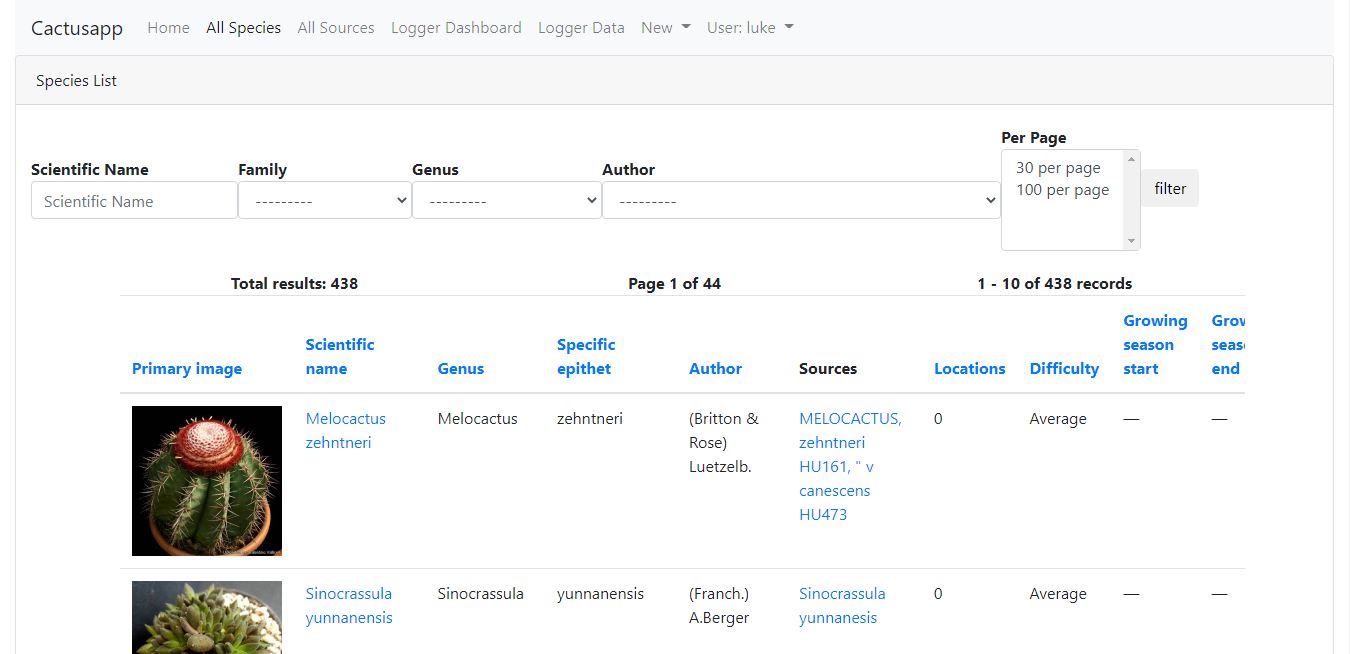 Cactusapp Home All Species All Sources Logger Dashboard Logger Data New User: luke
Species List
Per Page
Scientific Name Family Genus Author
30 per page
100 per page
filter
Scientific Name --------- --------- ---------
Total results: 438 Page 1 of 44 1 - 10 of 438 records
Primary image Scientific name Genus Specific epithet Author Sources Locations Difficulty Growing season start
Melocactus zehntneri Melocactus zehntneri (Britton & Rose) Luetzelb. MELOCACTUS, zehntneri HU161, " v canescens HU473 0 Average — —
Sinocrassula yunnanensis Sinocrassula yunnanensis (Franch.) A.Berger Sinocrassula yunnanesis 0 Average — —